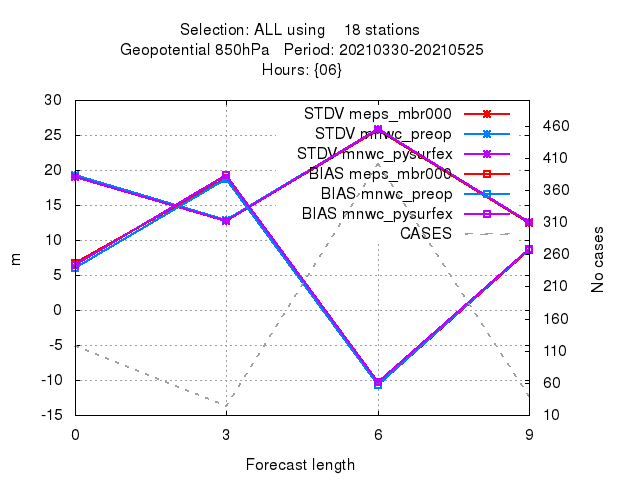 Selection: ALL using    18 stations
Geopotential 850hPa   Period: 20210330-20210525
Hours: {06}
30
25
20
15
10
5
0
-5
-10
-15
m
STDV meps_mbr000
STDV mnwc_preop
STDV mnwc_pysurfex
BIAS meps_mbr000
BIAS mnwc_preop
BIAS mnwc_pysurfex
CASES
460
410
360
310
260
210
160
110
60
10
No cases
0 3 6 9
Forecast length